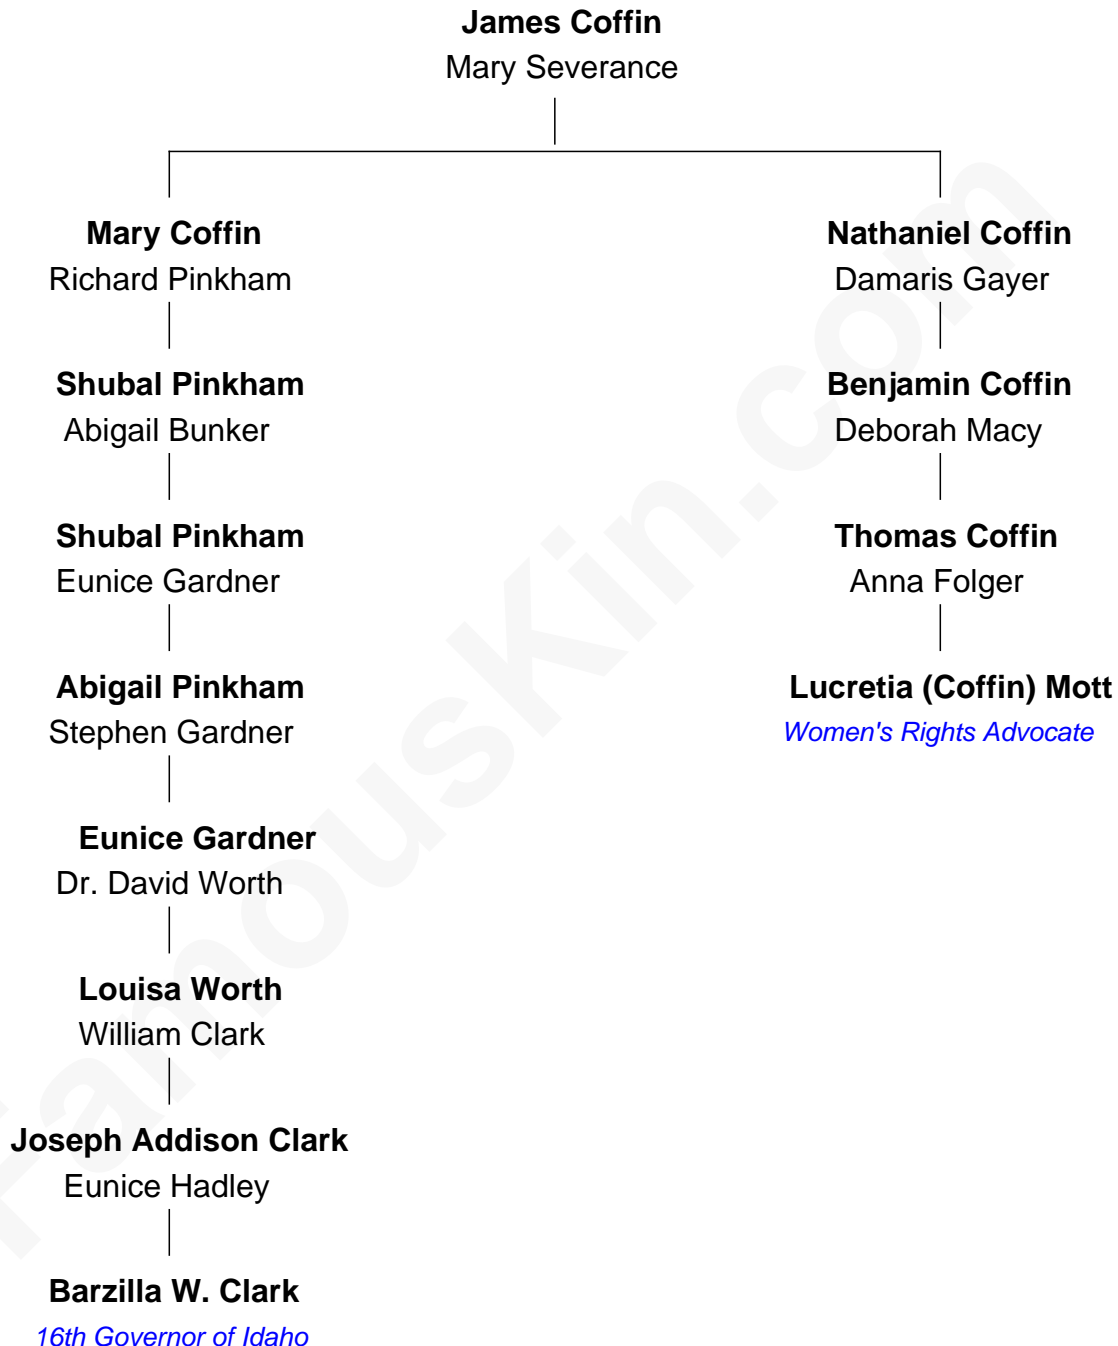 James Coffin
Mary Severance
Mary Coffin
Richard Pinkham
Nathaniel Coffin
Damaris Gayer
Shubal Pinkham
Abigail Bunker
Benjamin Coffin
Deborah Macy
Shubal Pinkham
Eunice Gardner
Thomas Coffin
Anna Folger
Abigail Pinkham
Stephen Gardner
Lucretia (Coffin) Mott
Women's Rights Advocate
Eunice Gardner
Dr. David Worth
Louisa Worth
William Clark
Joseph Addison Clark
Eunice Hadley
Barzilla W. Clark
16th Governor of Idaho
FamousKin.com